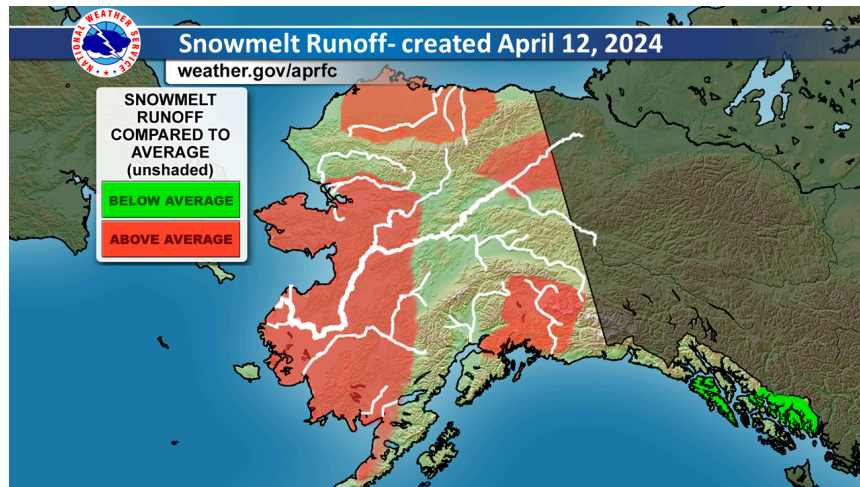 NATIONAL WEATHER SERVICE
Snowmelt Runoff- created April 12, 2024
weather.gov/aprfc
SNOWMELT
RUNOFF
COMPARED TO
AVERAGE
(unshaded)
BELOW AVERAGE
ABOVE AVERAGE